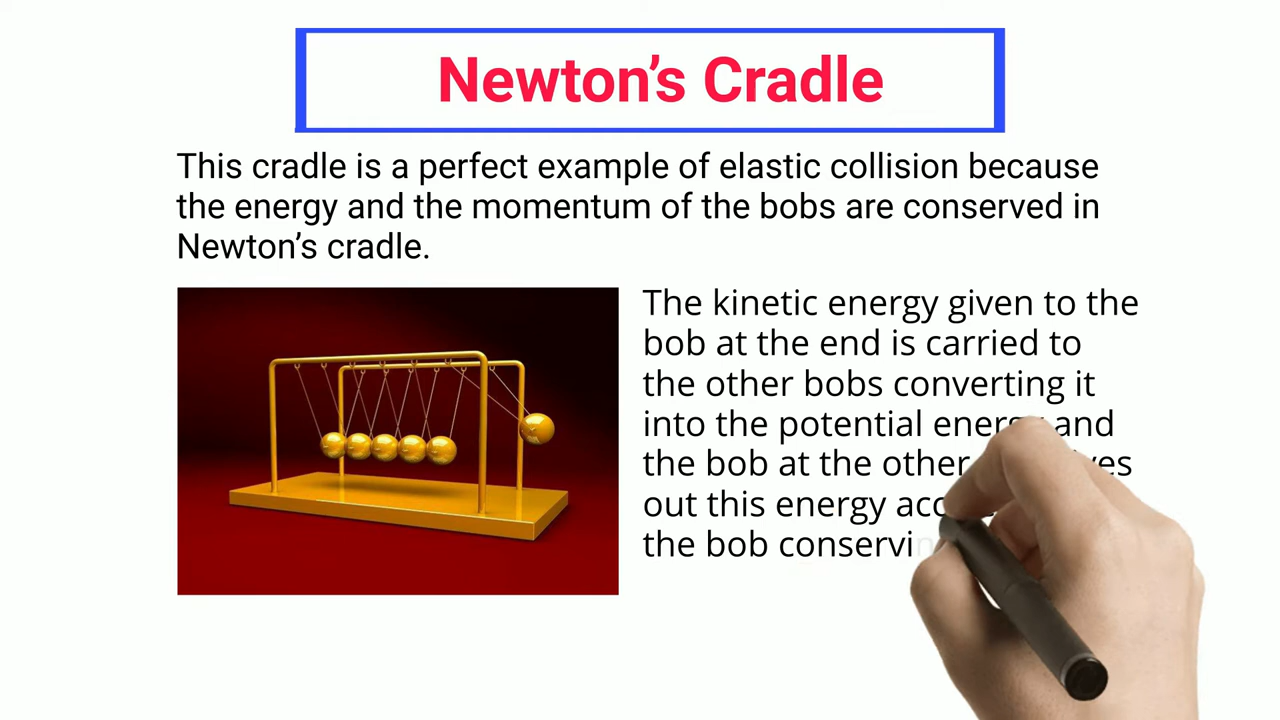 Newton's Cradle
This cradle is a perfect example of elastic collision because
the energy and the momentum of the bobs are conserved in
Newton's cradle.
The kinetic energy given to the
bob at the end is carried to
the other bobs converting it
into the potential energy and
the bob at the other
out this energy
the bob